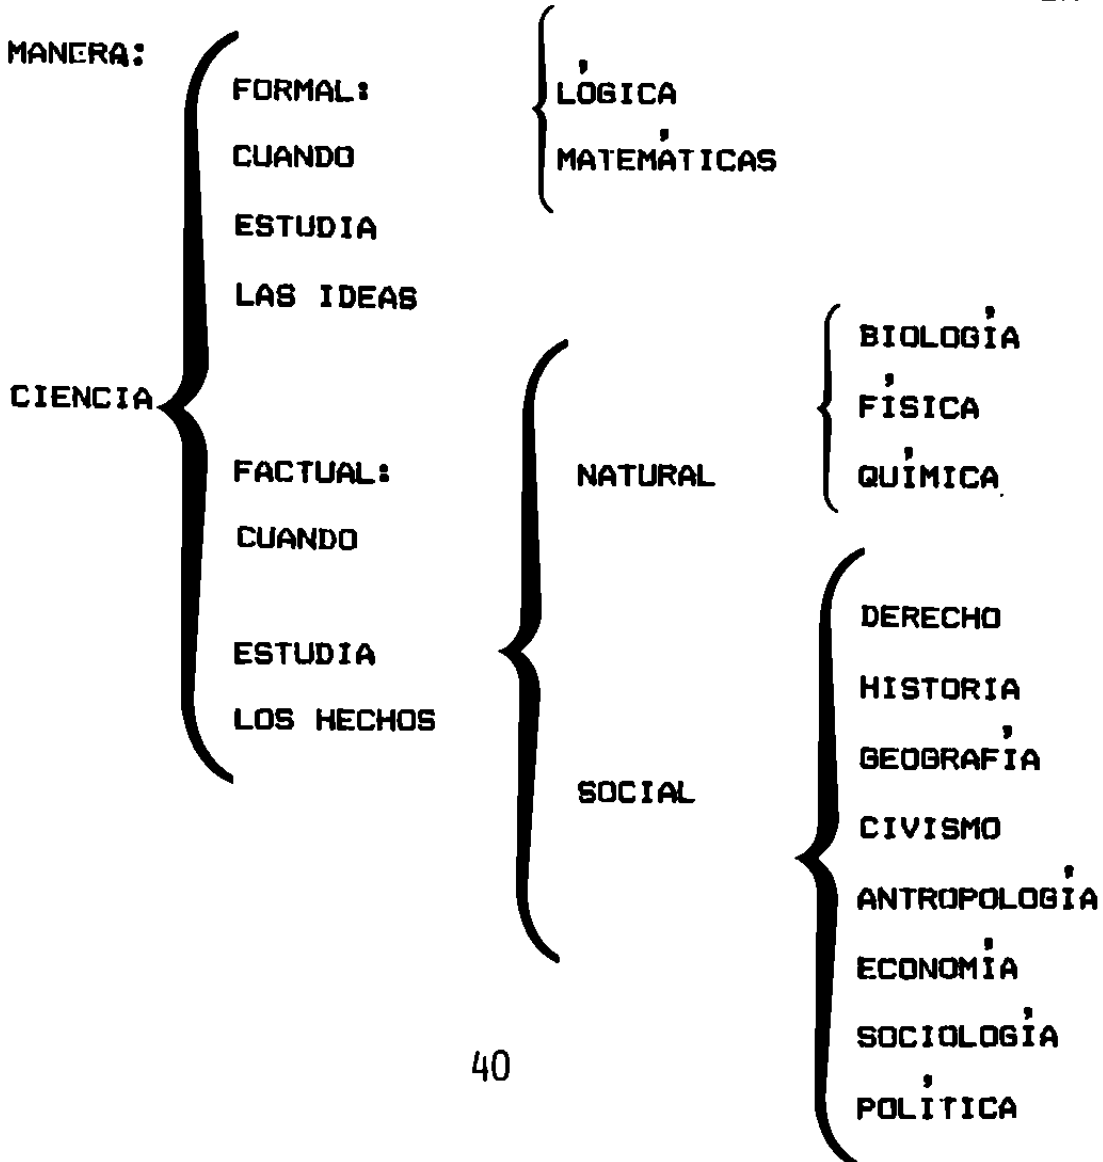 MANERA:
FORMAL:
CUANDO
ESTUDIA
LAS IDEAS
LÓGICA
MATEMÁTICAS
CIENCIA
FACTUAL:
CUANDO
ESTUDIA
LOS HECHOS
NATURAL
BIOLOGÍA
FÍSICA
QUÍMICA
SOCIAL
DERECHO
HISTORIA
GEOGRAFÍA
CIVISMO
ANTROPOLOGÍA
ECONOMÍA
SOCIOLOGÍA
POLÍTICA
40